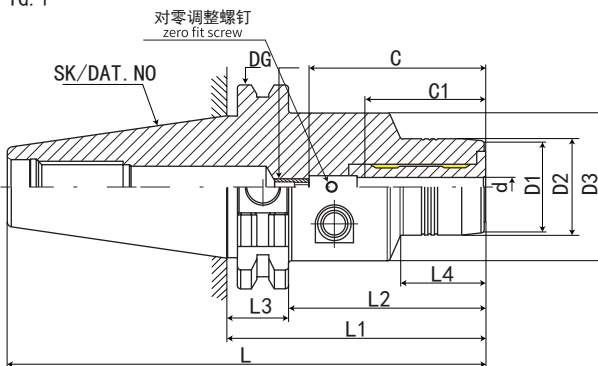 对零调整螺钉
zero fit screw
DG
C
SK/DAT.NO
C1
d
D1
D2
D3
L4
L3
L2
L1
L